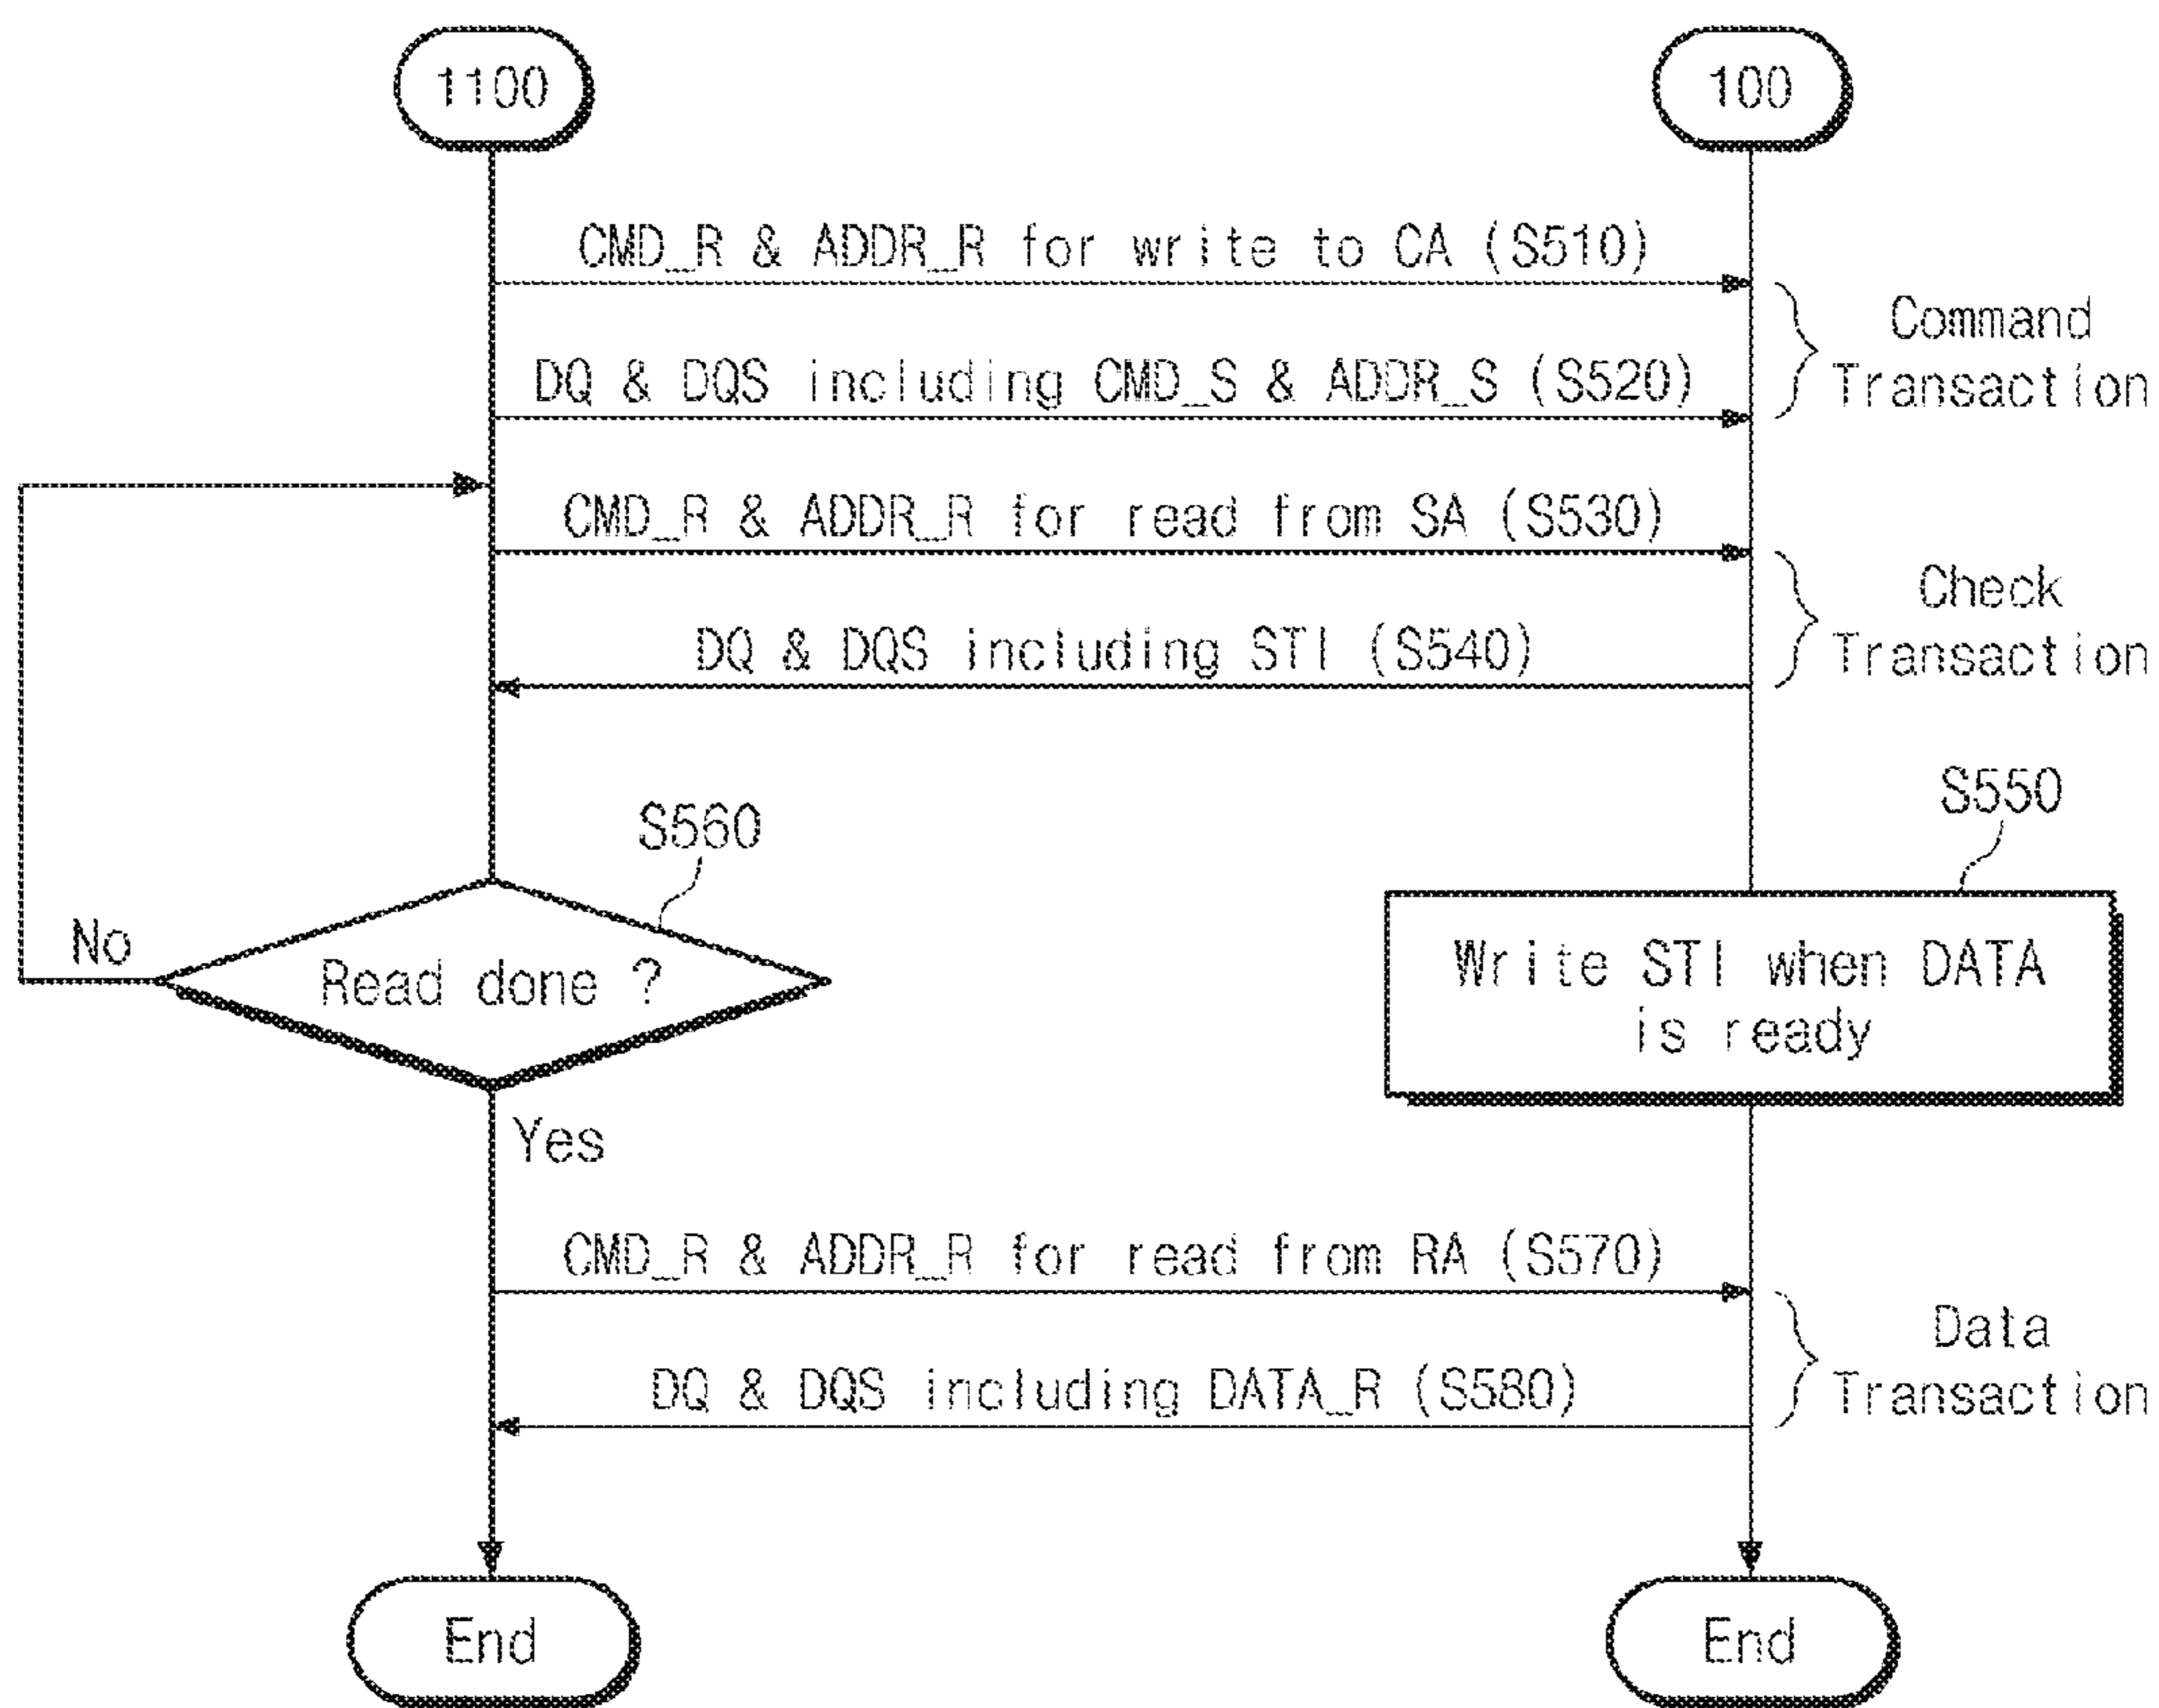 1100
100
CMD_R & ADDR_R for write to CA (S510)
Command
Transaction
DQ & DQS including CMD_S & ADDR_S (S520)
CMD_R & ADDR_R for read from SA (S530)
Check
Transaction
DQ & DQS including STI (S540)
S550
S560
No
Read done ?
Write STI when DATA
is ready
Yes
CMD_R & ADDR_R for read from RA (S570)
Data
Transaction
DQ & DQS including DATA_R (S580)
End
End